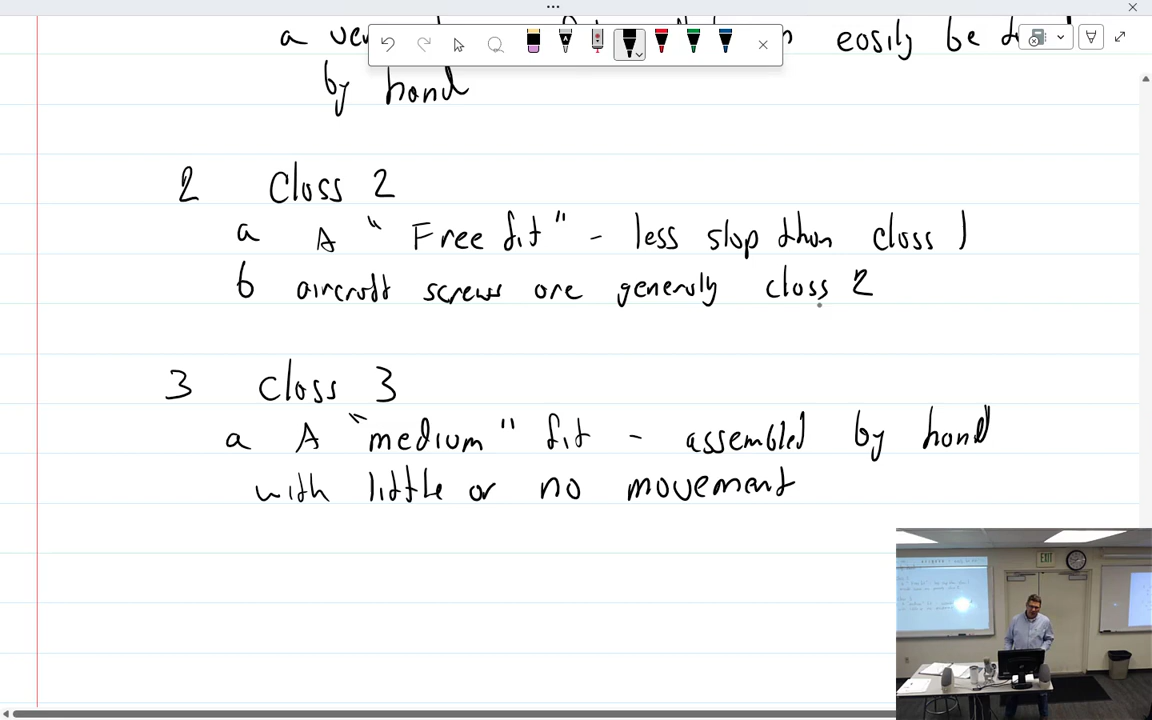 a
easily be
by hand
2 Class 2
a A "Free fit" - less slop than class 1
b aircraft screws are generally class 2
3 Class 3
a A "medium" fit - assembled by hand
with little or no movement
EXIT